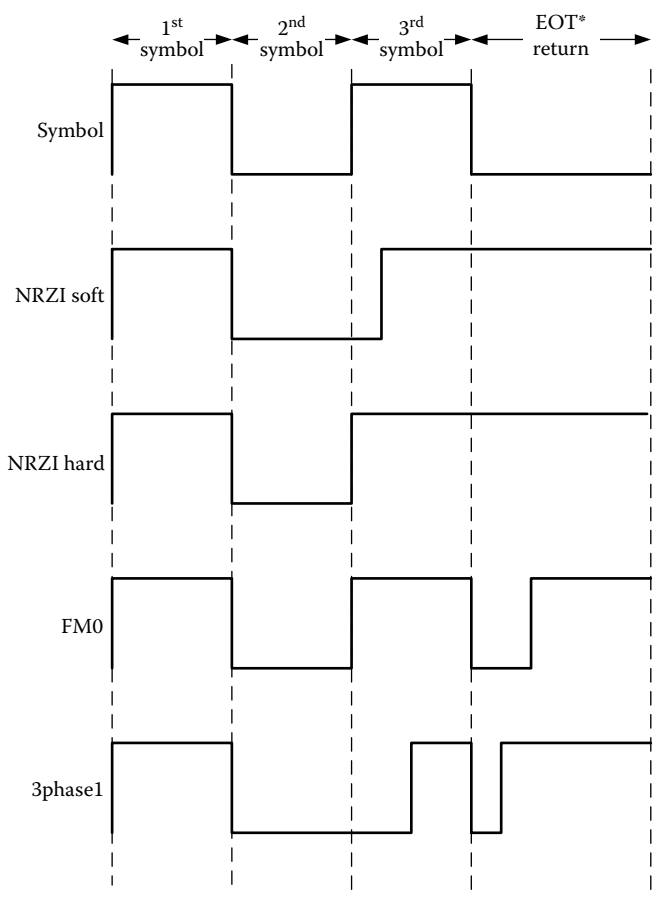 1st symbol
2nd symbol
3rd symbol
EOT* return
Symbol
NRZI soft
NRZI hard
FM0
3phase1